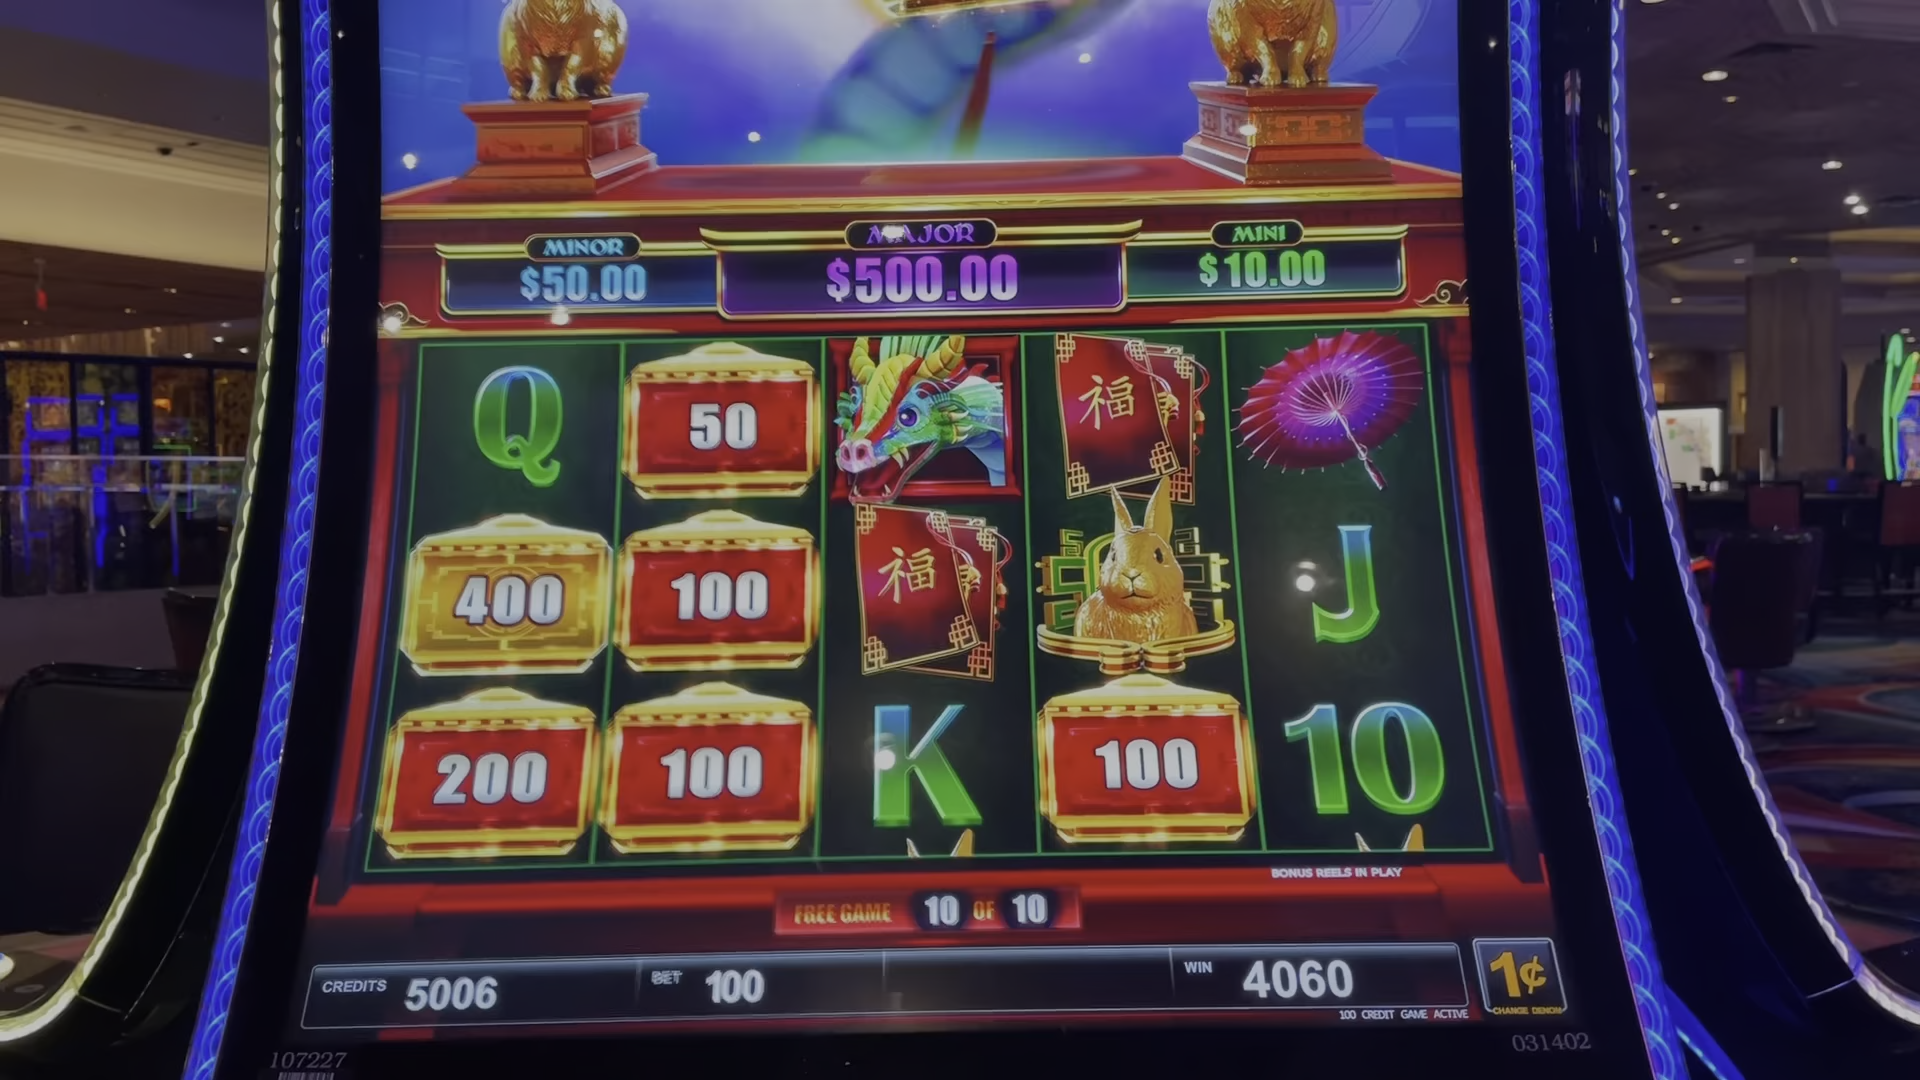 MINOR
$50.00
MAJOR
$500.00
MINI
$10.00
Q
50
福
400
100
福
J
200
100
K
100
10
BONUS REELS IN PLAY
FREE GAME 10 OF 10
CREDITS 5006
BET 100
WIN 4060
1¢
CHANGE DENOM
100 CREDIT GAME ACTIVE
107227
031402